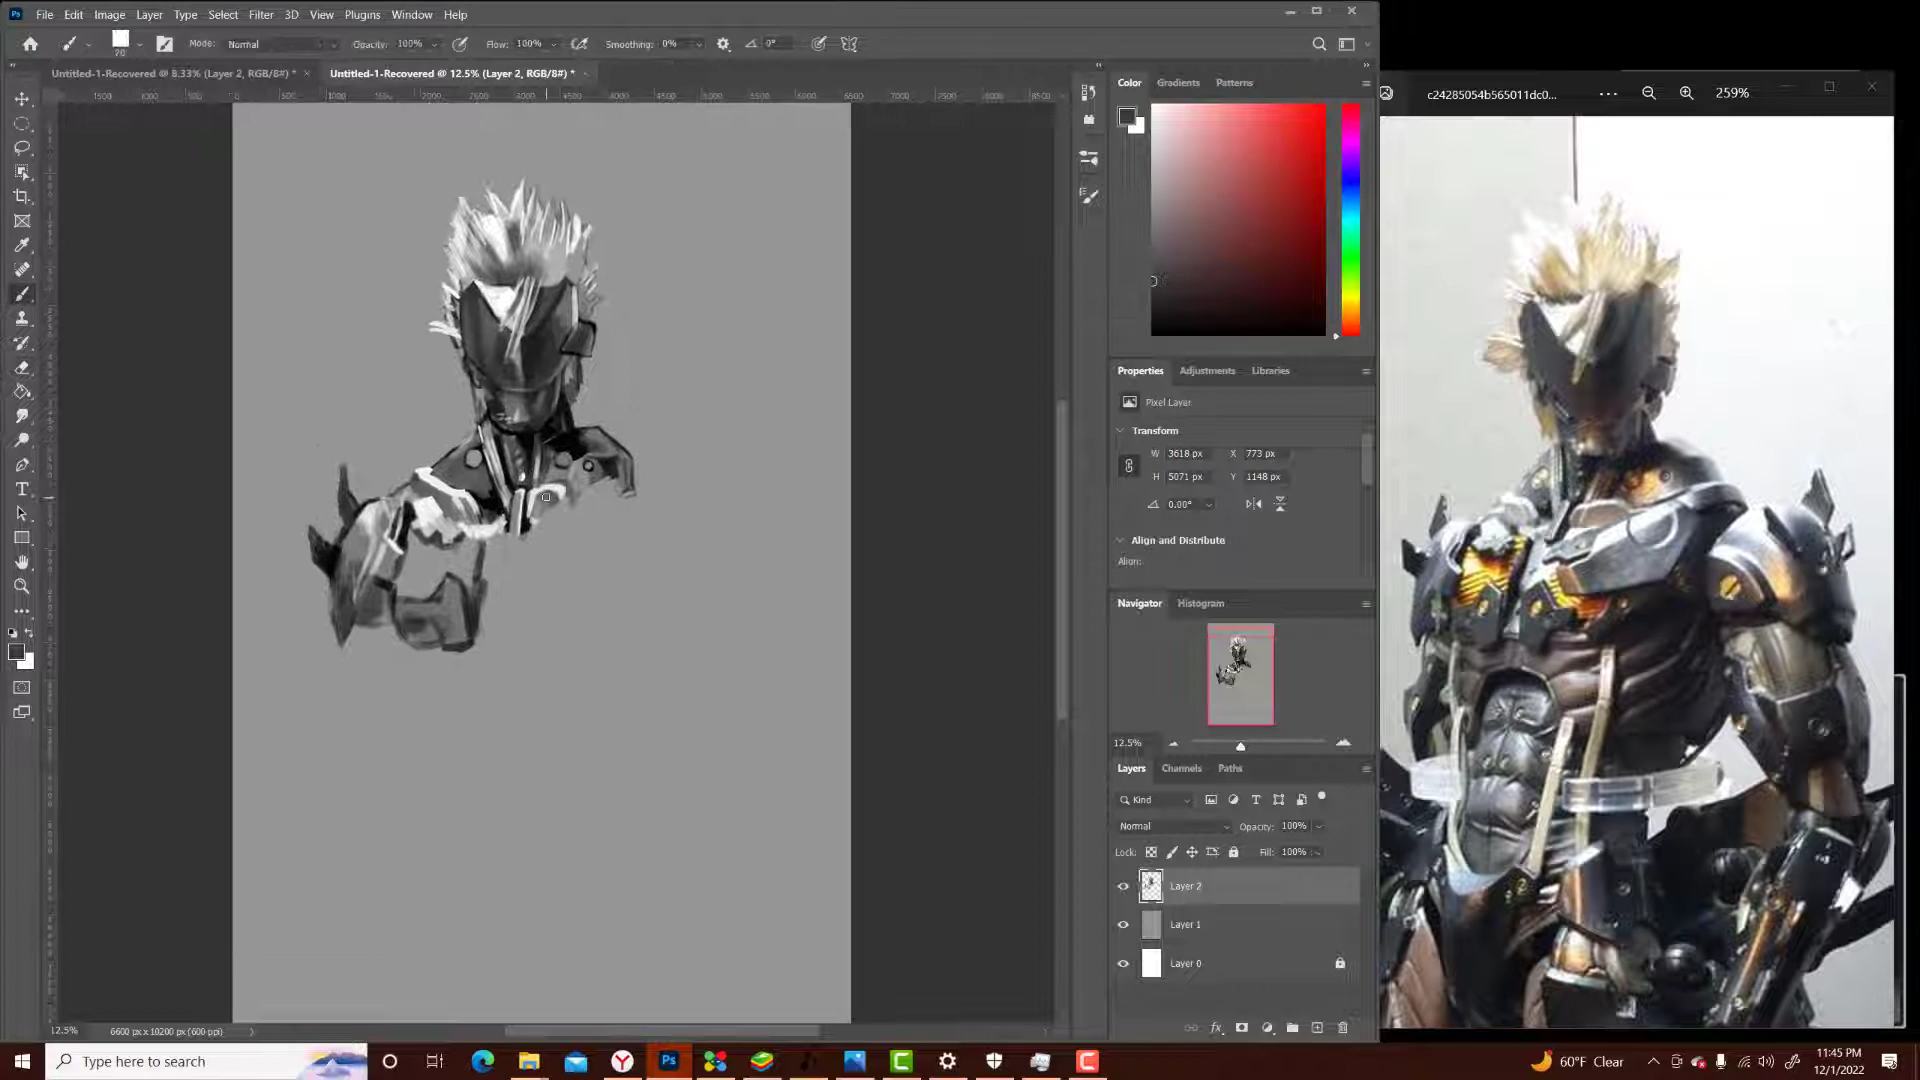 File Edit Image Layer Type Select Filter 3D View Plugins Window Help
20 Mode: Normal Opacity: 100% Flow: 100% Smoothing: 0% 0°
Untitled-1-Recovered @ 8.33% (Layer 2, RGB/8#) * Untitled-1-Recovered @ 12.5% (Layer 2, RGB/8#) *
Color Gradients Patterns
c24285054b565011dc0... 259%
Properties Adjustments Libraries
Pixel Layer
Transform
W 3618 px X 773 px
H 5071 px Y 1148 px
0.00°
Align and Distribute
Align:
Navigator Histogram
12.5%
Layers Channels Paths
Kind
Normal Opacity: 100%
Lock: Fill: 100%
Layer 2
Layer 1
Layer 0
12.5% 6600 px x 10200 px (600 ppi)
Type here to search
60°F Clear
11:45 PM
12/1/2022